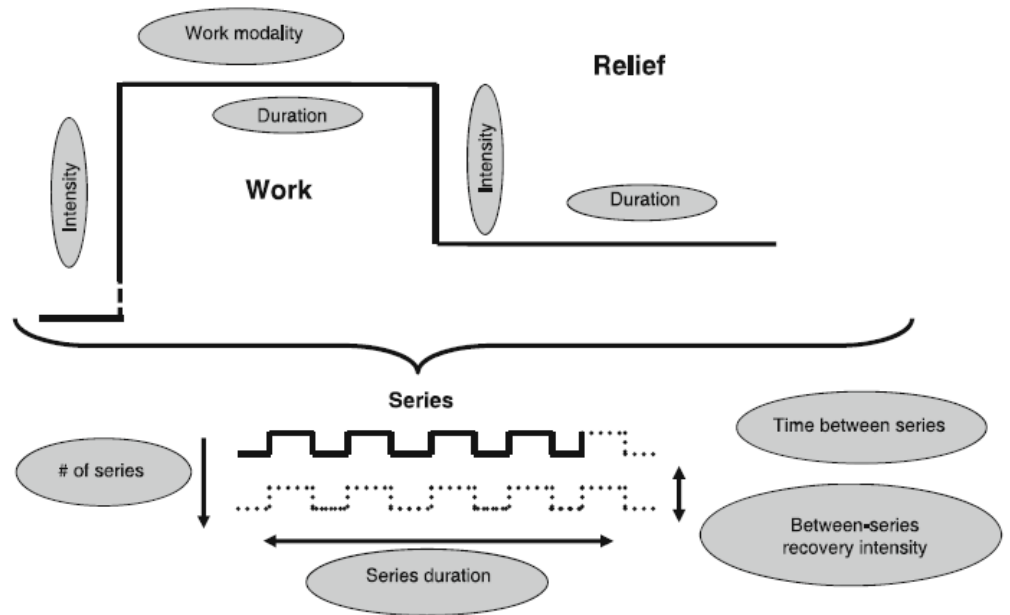 Work modality
Relief
Duration
Intensity
Intensity
Work
Duration
Series
Time between series
# of series
Between-series
recovery intensity
Series duration